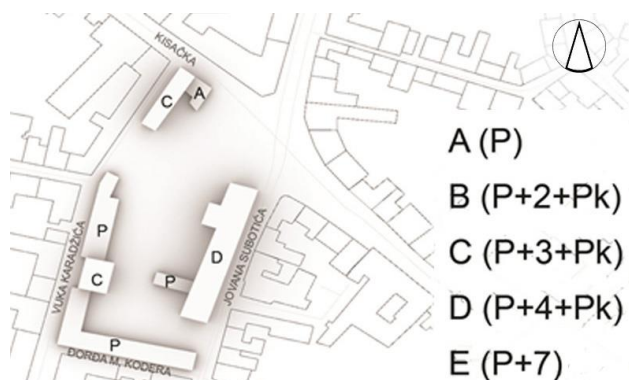 KISAČKA
A
C
P
VUKA KARADŽIĆA
C
D
JOVANA SUBOTIĆA
P
P
ĐORĐA M. KODERA
A (P)
B (P+2+Pk)
C (P+3+Pk)
D (P+4+Pk)
E (P+7)